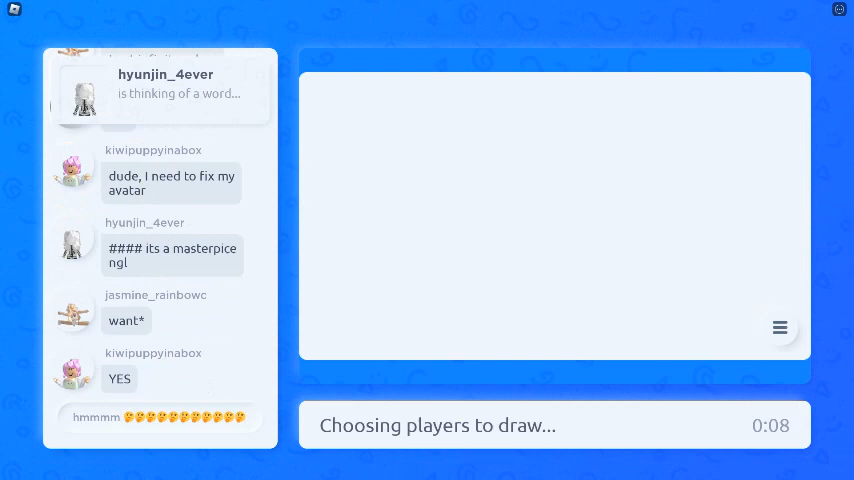 hyunjin_4ever
is thinking of a word...
kiwipuppyinabox
dude, I need to fix my
avatar
hyunjin_4ever
#### its a masterpice
ngl
jasmine_rainbowc
want*
kiwipuppyinabox
YES
hmmmm 🤔🤔🤔🤔🤔🤔🤔🤔🤔🤔🤔
Choosing players to draw...
0:08